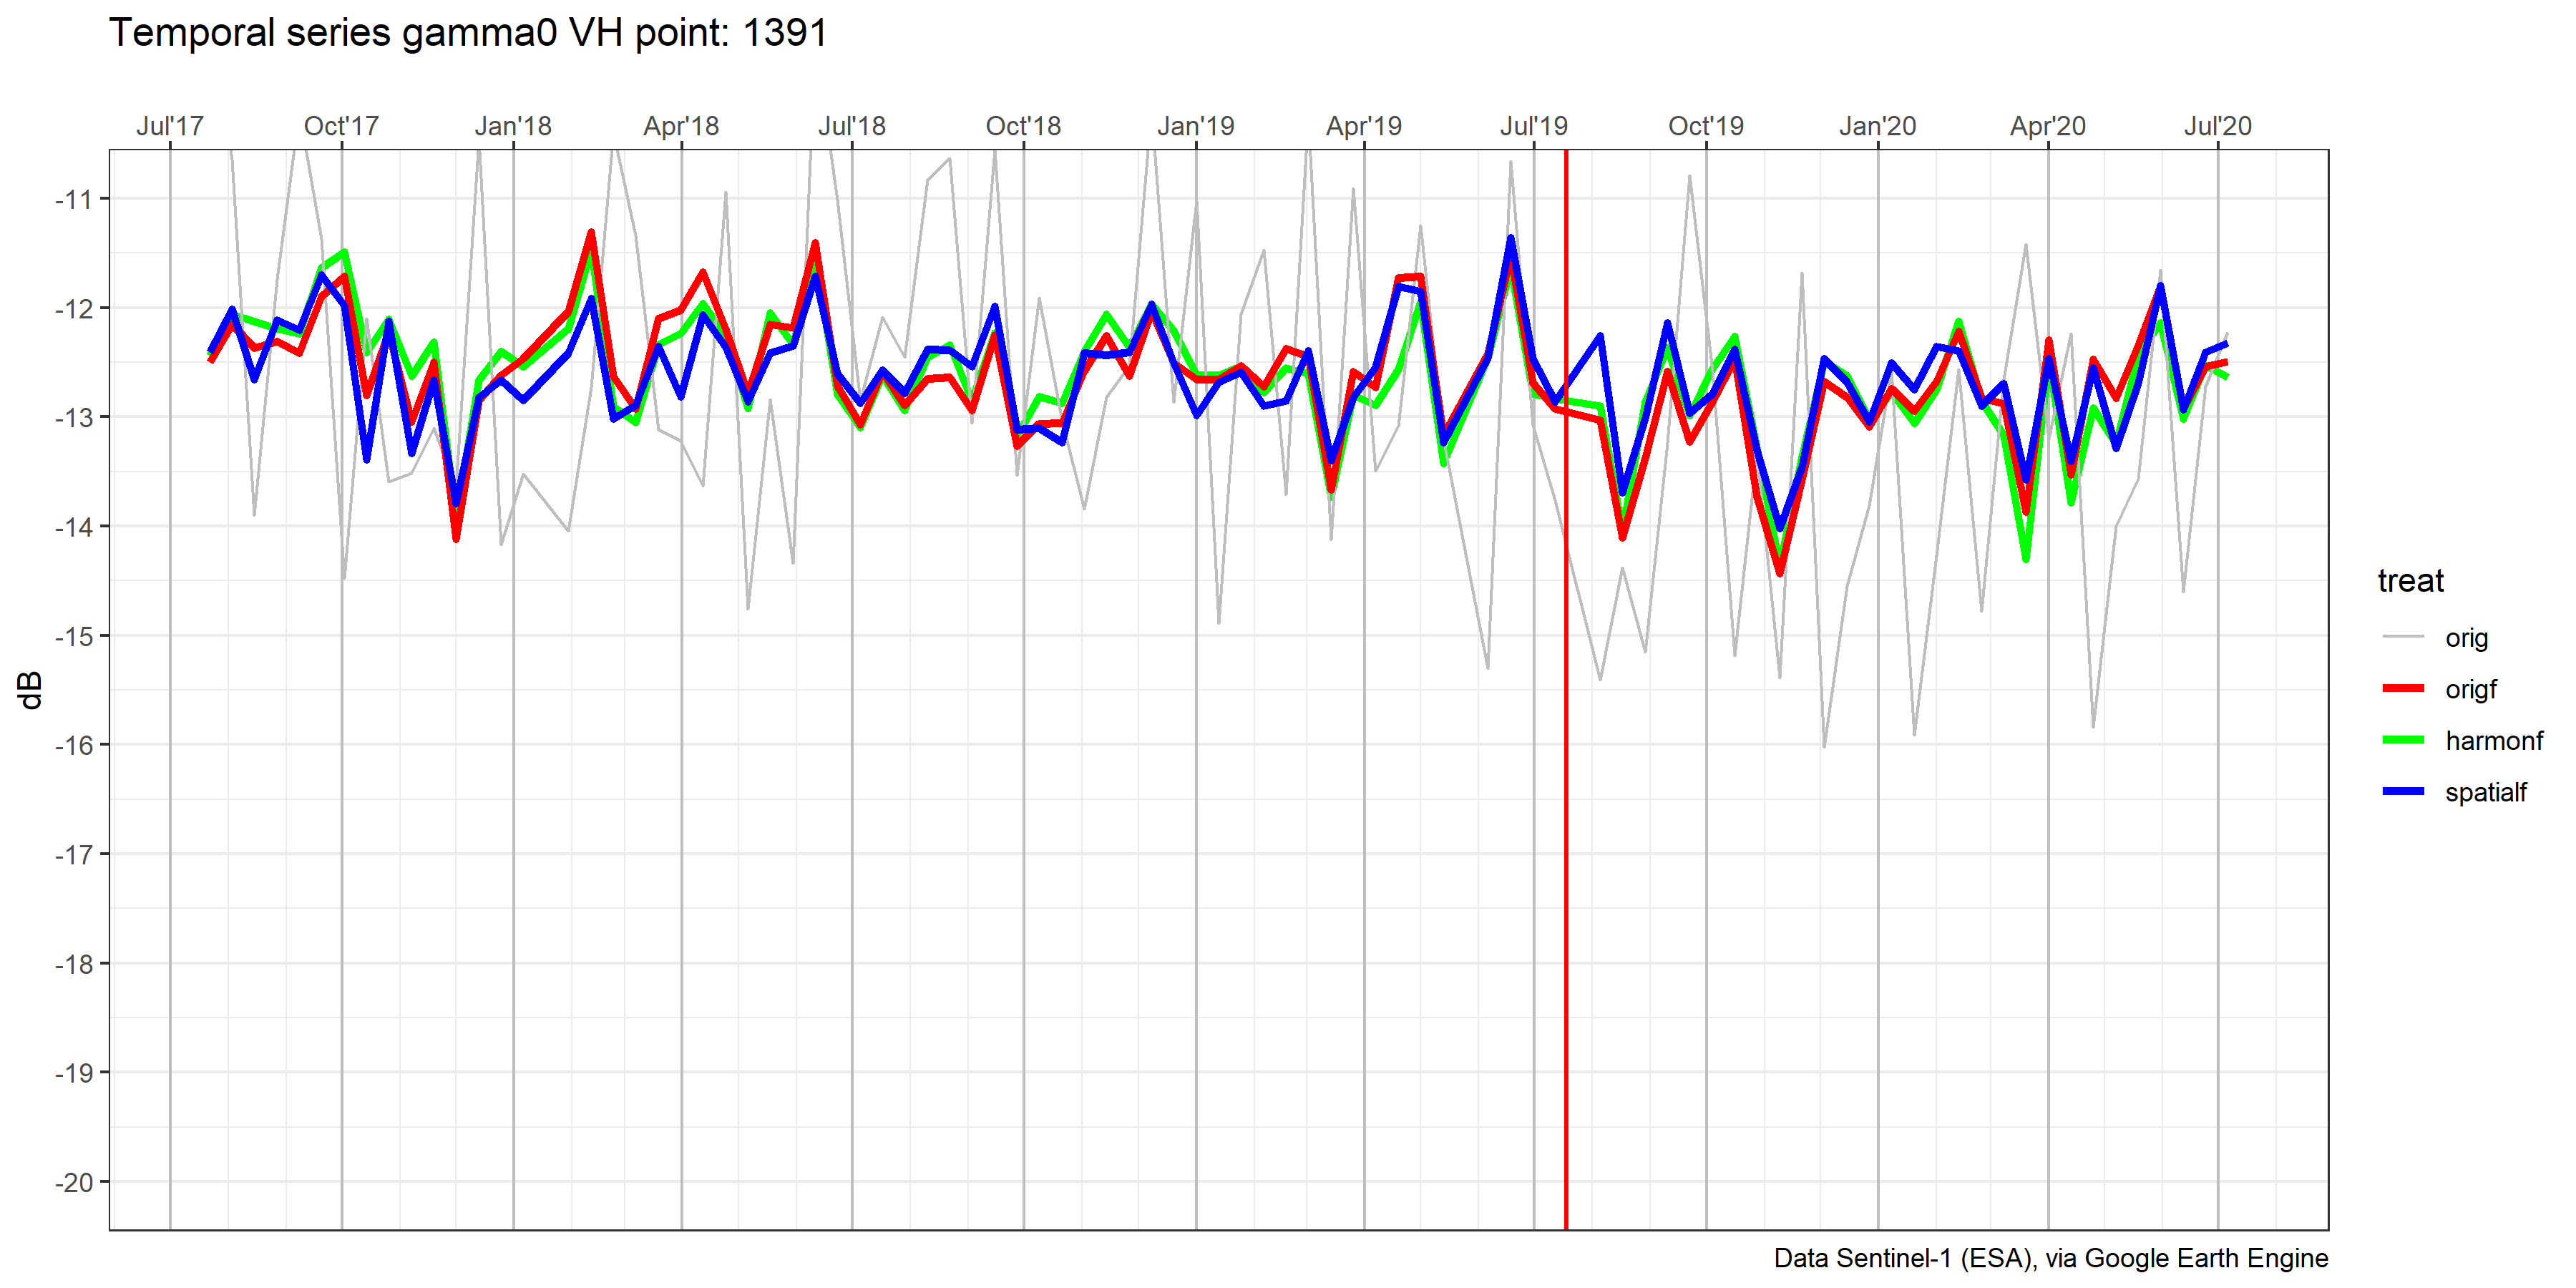 Temporal series gamma0 VH point: 1391
Jul'17 Oct'17 Jan'18 Apr'18 Jul'18 Oct'18 Jan'19 Apr'19 Jul'19 Oct'19 Jan'20 Apr'20 Jul'20
-11
-12
-13
-14
-15
-16
-17
-18
-19
-20
dB
treat
orig
origf
harmonf
spatialf
Data Sentinel-1 (ESA), via Google Earth Engine